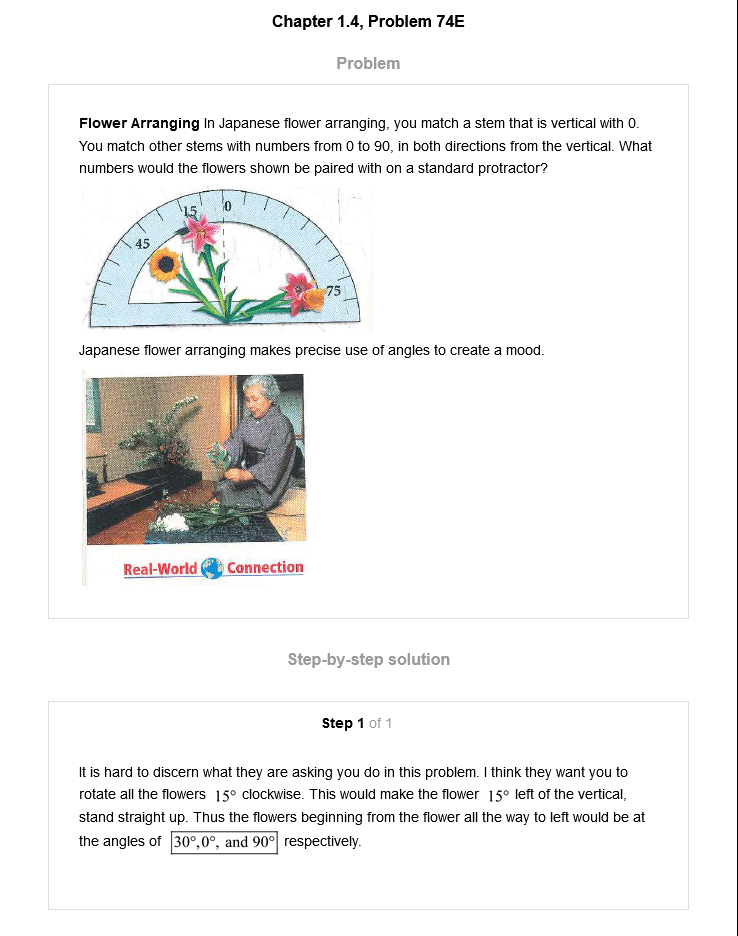 Chapter 1.4, Problem 74E
Problem
Flower Arranging In Japanese flower arranging, you match a stem that is vertical with 0.
You match other stems with numbers from 0 to 90, in both directions from the vertical. What
numbers would the flowers shown be paired with on a standard protractor?
15 0
45
75
Japanese flower arranging makes precise use of angles to create a mood.
Real-World Connection
Step-by-step solution
Step 1 of 1
It is hard to discern what they are asking you do in this problem. I think they want you to
rotate all the flowers 15° clockwise. This would make the flower 15° left of the vertical,
stand straight up. Thus the flowers beginning from the flower all the way to left would be at
the angles of 30°,0°, and 90° respectively.